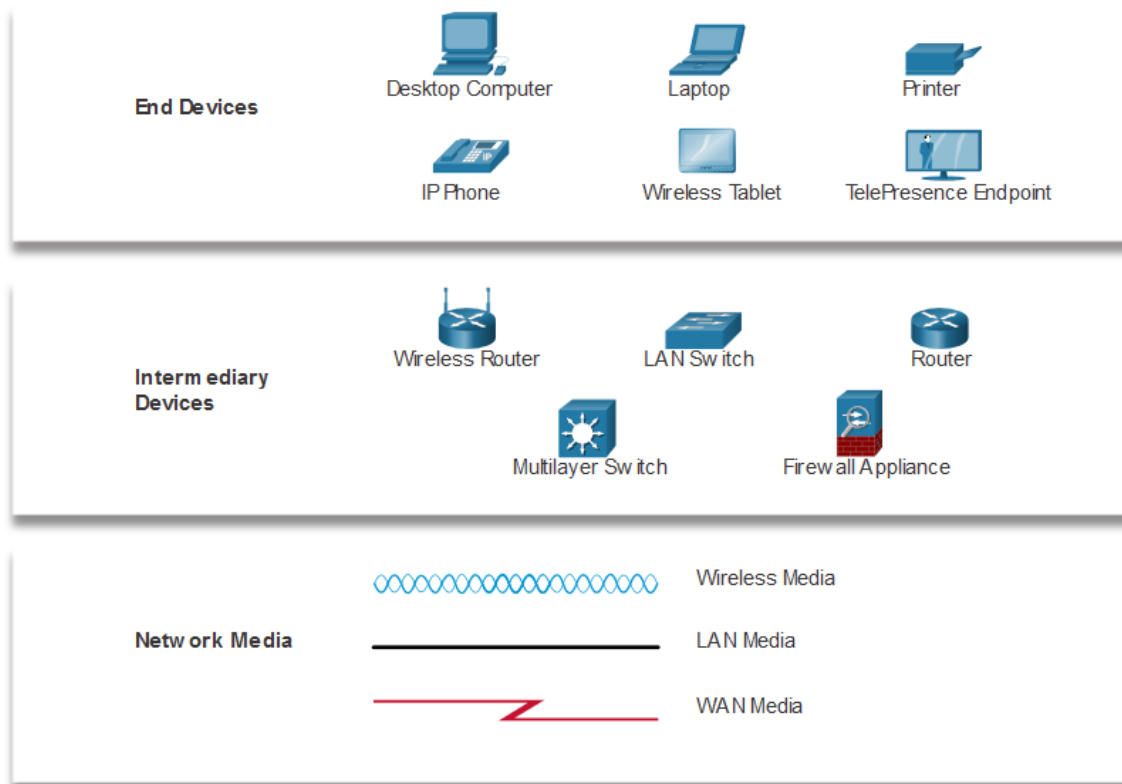 Desktop Computer
Laptop
Printer
End Devices
IP Phone
Wireless Tablet
TelePresence Endpoint
Wireless Router
LAN Switch
Router
Intermediary
Devices
Multilayer Switch
Firewall Appliance
Wireless Media
Network Media
LAN Media
WAN Media